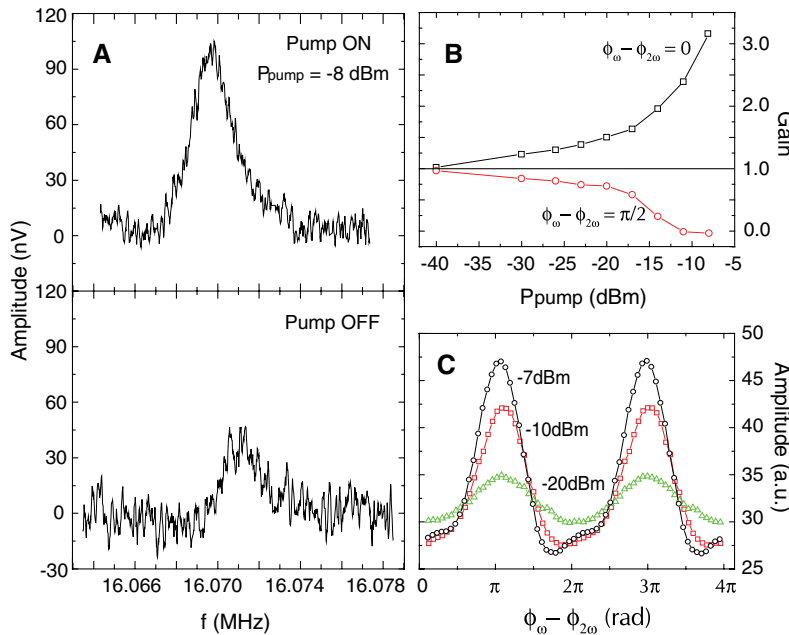 A
Pump ON
Ppump = -8 dBm
120
90
60
30
0
Pump OFF
120
90
60
30
0
-30
Amplitude (nV)
16.066 16.070 16.074 16.078
f (MHz)
B
ϕω− ϕ2ω = 0
ϕω− ϕ2ω = π/2
3.0
2.0
1.0
0.0
Gain
-40 -35 -30 -25 -20 -15 -10 -5
Ppump (dBm)
C
-7dBm
-10dBm
-20dBm
50
45
40
35
30
25
Amplitude (a.u.)
0 π 2π 3π 4π
ϕω− ϕ2ω (rad)